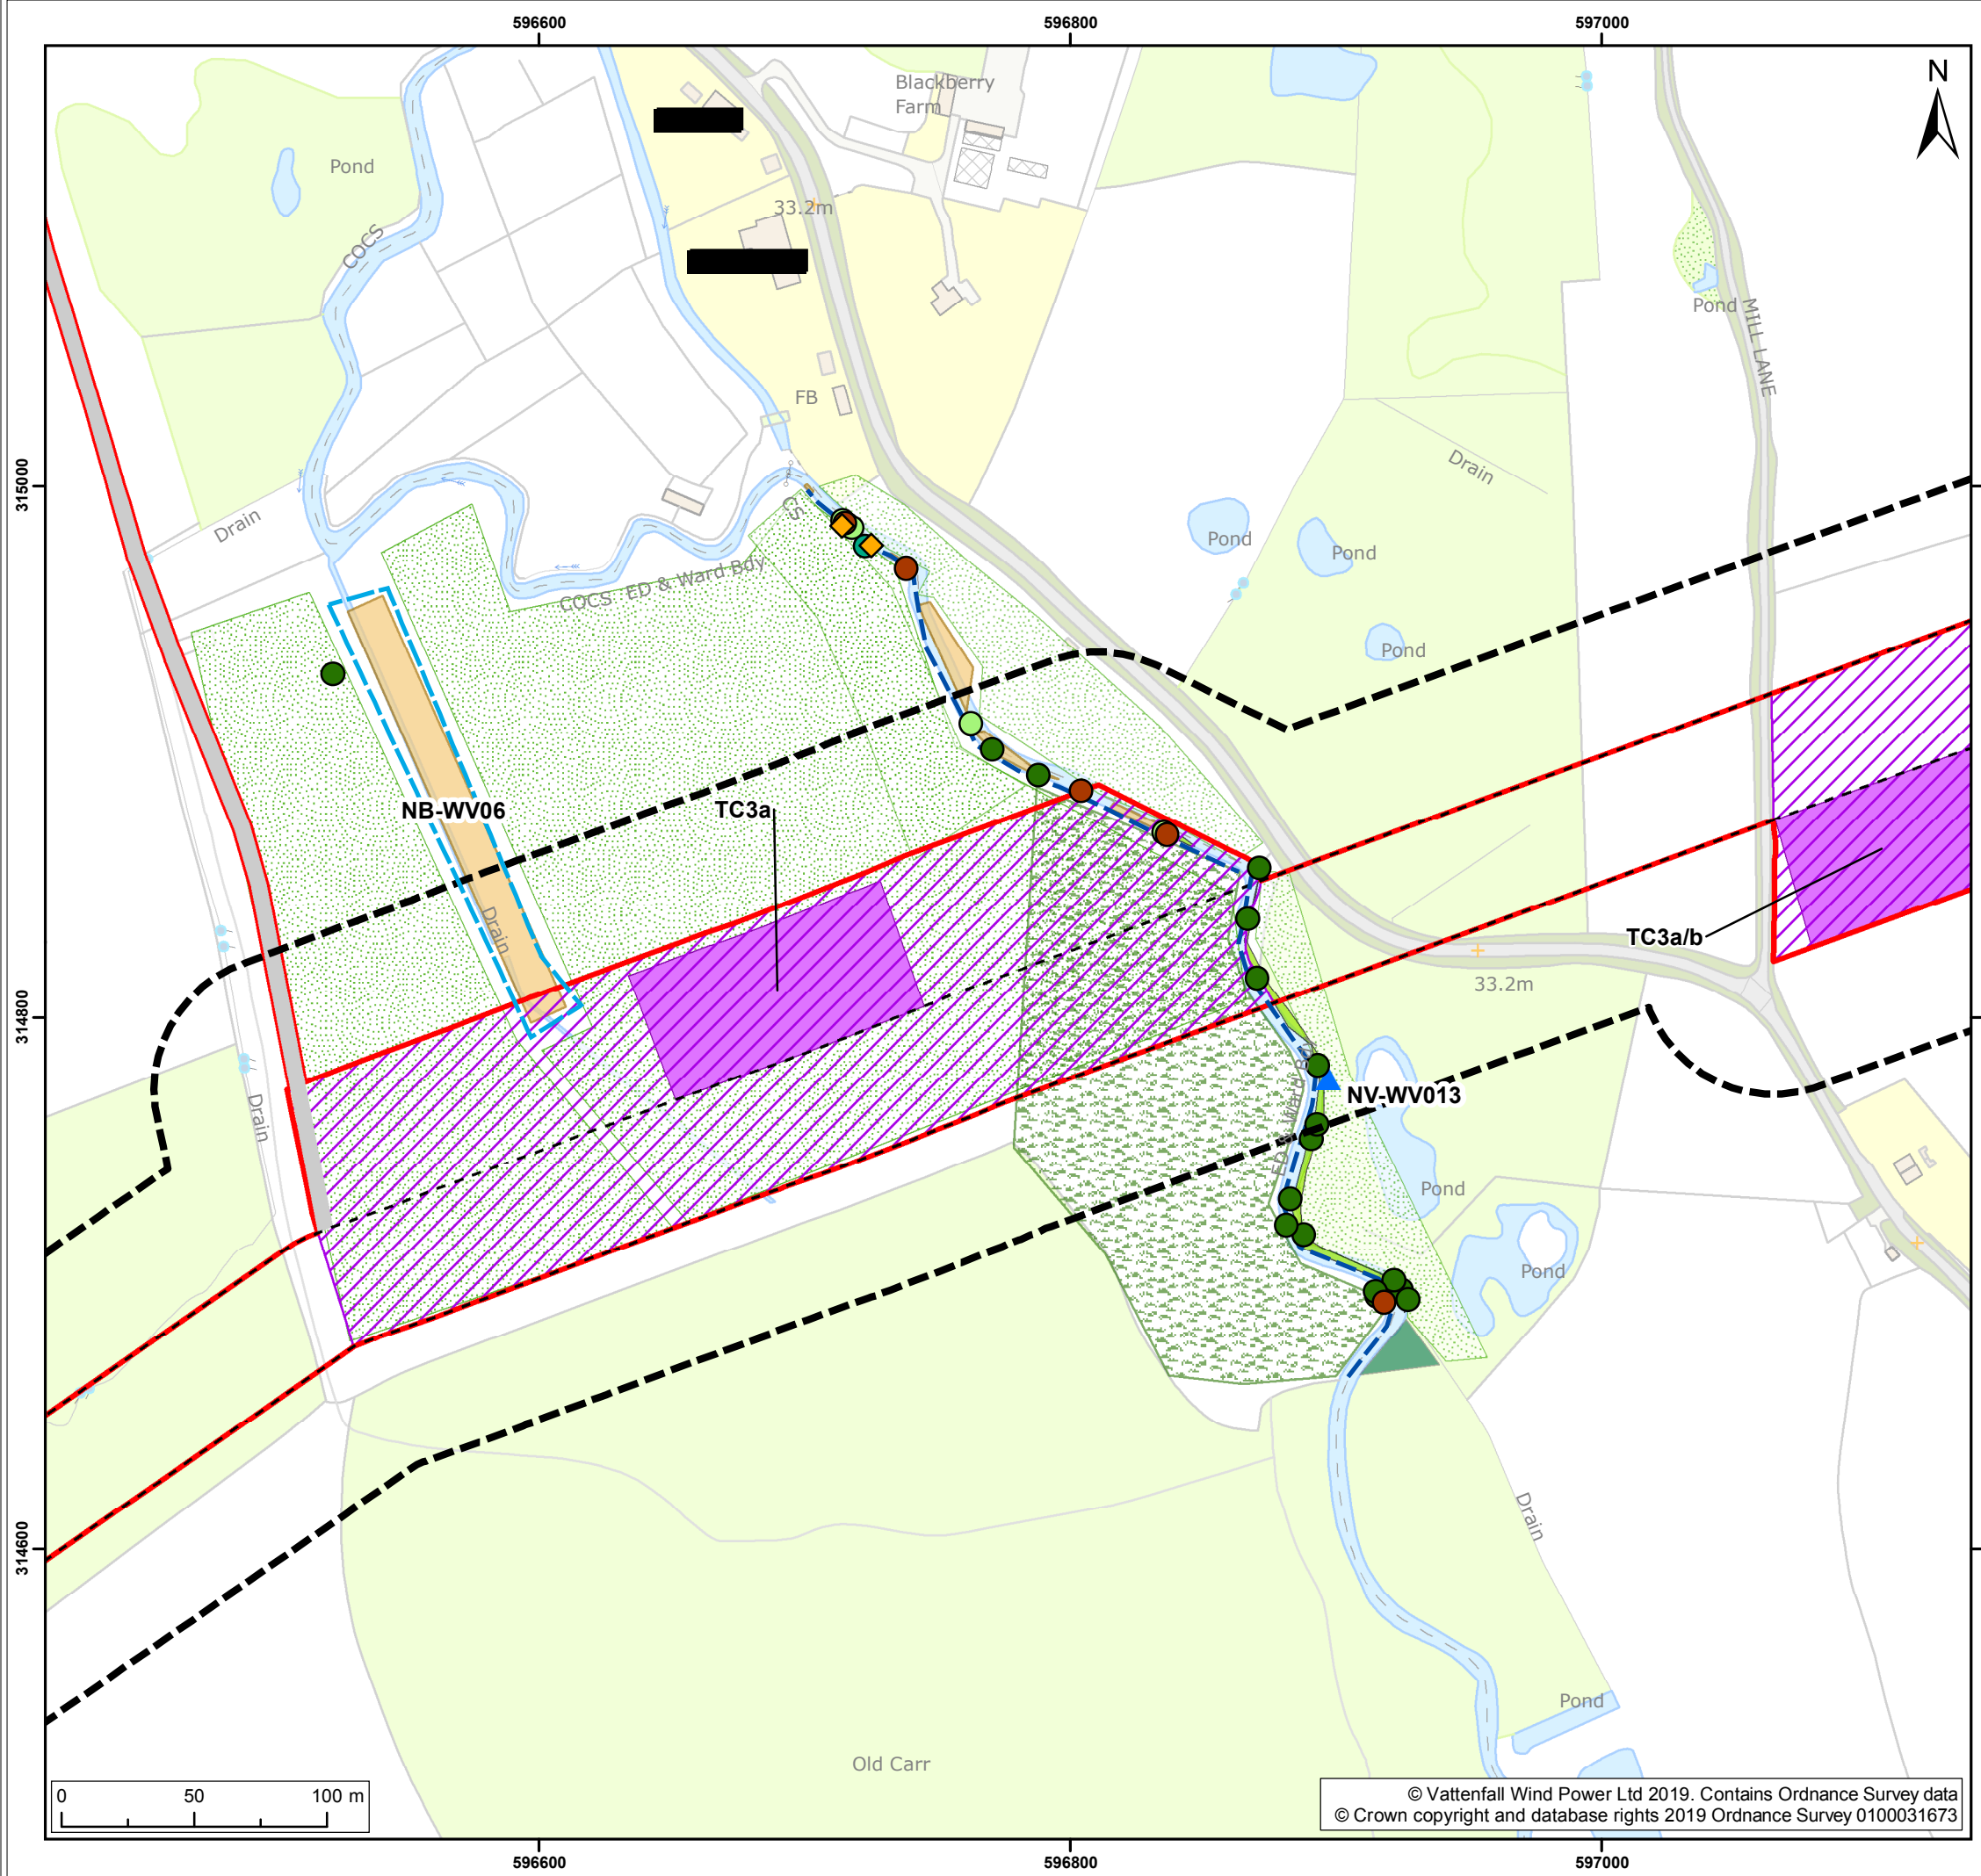 596600
596800
597000
N
Blackberry
Farm
Pond
33.2m
COCS
Pond
MILL LANE
FB
315000
Drain
Drain
CS
Pond
Pond
COCS
ED & Ward Bdy
Pond
NB-WV06
TC3a
Drain
TC3a/b
33.2m
314800
Drain
NV-WV013
Pond
Pond
Drain
314600
Pond
Old Carr
0
50
100 m
© Vattenfall Wind Power Ltd 2019. Contains Ordnance Survey data
© Crown copyright and database rights 2019 Ordnance Survey 0100031673
596600
596800
597000